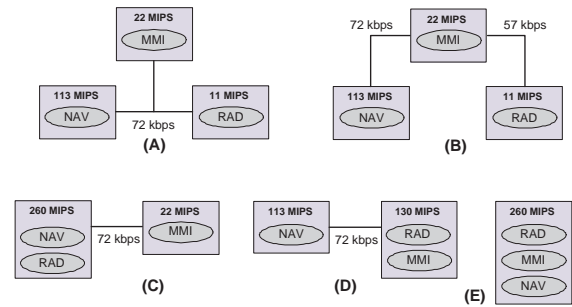 22 MIPS
MMI
113 MIPS
NAV
11 MIPS
RAD
72 kbps
(A)
22 MIPS
MMI
72 kbps
57 kbps
113 MIPS
NAV
11 MIPS
RAD
(B)
260 MIPS
NAV
RAD
72 kbps
22 MIPS
MMI
(C)
113 MIPS
NAV
72 kbps
130 MIPS
RAD
MMI
(D)
260 MIPS
RAD
MMI
NAV
(E)